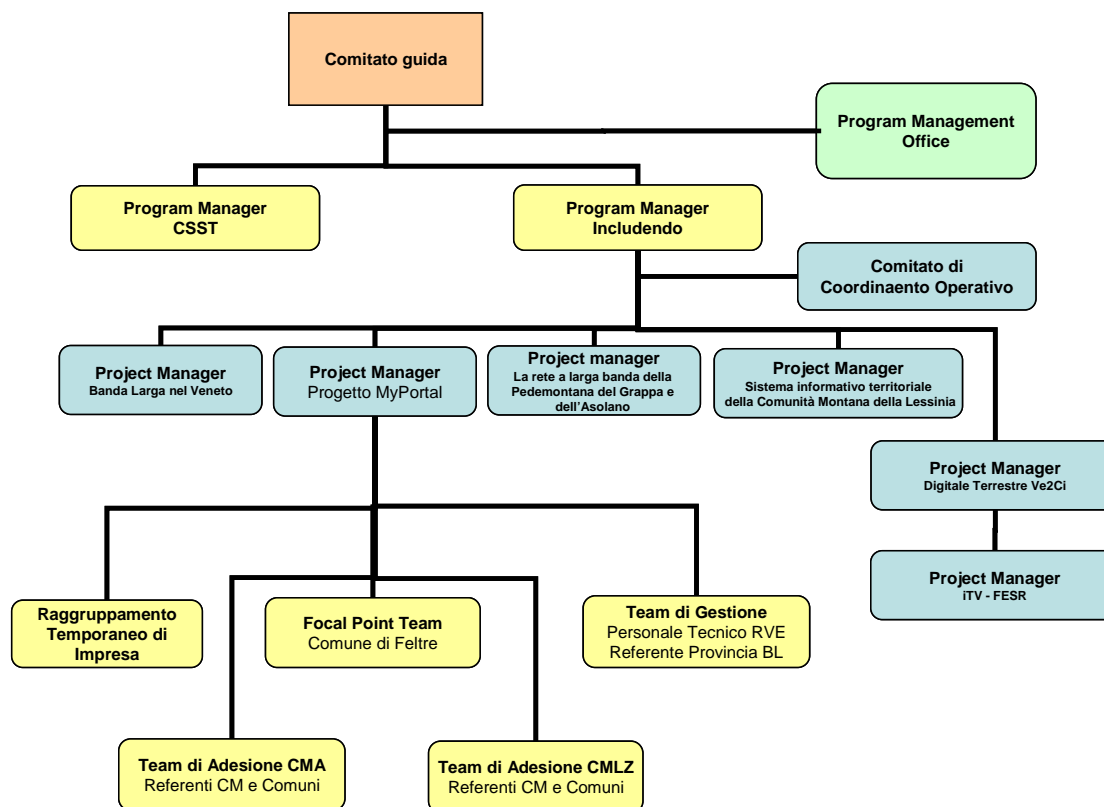 Comitato guida
Program Management
Office
Program Manager
CSST
Program Manager
Includendo
Comitato di
Coordinaento Operativo
Project Manager
Banda Larga nel Veneto
Project Manager
Progetto MyPortal
Project manager
La rete a larga banda della
Pedemontana del Grappa e
dell'Asolano
Project Manager
Sistema informativo territoriale
della Comunità Montana della Lessinia
Project Manager
Digitale Terrestre Ve2Ci
Project Manager
iTV - FESR
Raggruppamento
Temporaneo di
Impresa
Focal Point Team
Comune di Feltre
Team di Gestione
Personale Tecnico RVE
Referente Provincia BL
Team di Adesione CMA
Referenti CM e Comuni
Team di Adesione CMLZ
Referenti CM e Comuni